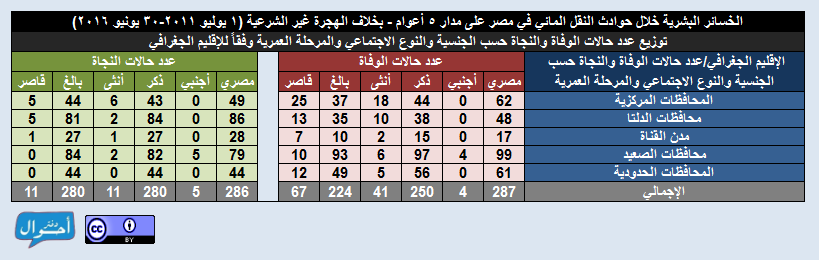 الخسائر البشرية خلال حوادث النقل المائي في مصر على مدار ٥ أعوام - بخلاف الهجرة غير الشرعية (١ يوليو ٢٠١١-٣٠ يونيو ٢٠١٦)
توزيع عدد حالات الوفاة والنجاة حسب الجنسية والنوع الاجتماعي والمرحلة العمرية وفقاً للإقليم الجغرافي
الإقليم الجغرافي/عدد حالات الوفاة والنجاة حسب الجنسية والنوع الاجتماعي والمرحلة العمرية عدد حالات الوفاة عدد حالات النجاة
مصري أجنبي ذكر أنثى بالغ قاصر مصري أجنبي ذكر أنثى بالغ قاصر
المحافظات المركزية 62 0 44 18 37 25 49 0 43 6 44 5
محافظات الدلتا 48 0 38 10 35 13 86 0 84 2 81 5
مدن القناة 17 0 15 2 10 7 28 0 27 1 27 1
محافظات الصعيد 99 4 97 6 93 10 79 5 82 2 84 0
المحافظات الحدودية 61 0 56 5 49 12 44 0 44 0 44 0
الإجمالي 287 4 250 41 224 67 286 5 280 11 280 11
دفتر أحوال
cc BY